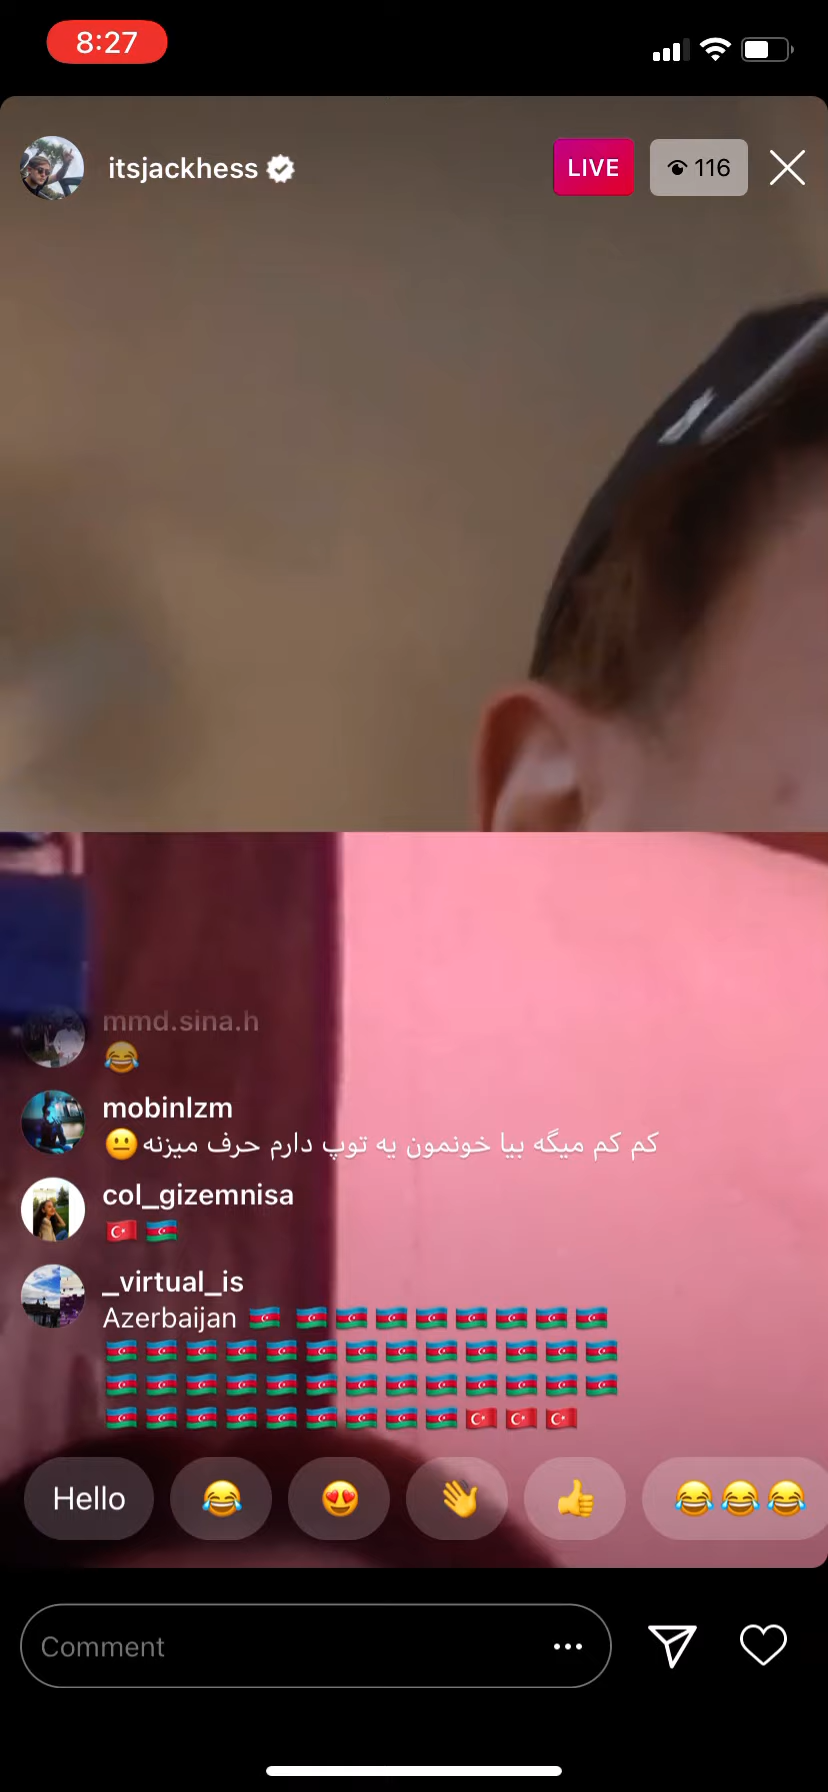 8:27
itsjackhess
LIVE
116
mmd.sina.h
😂
mobinlzm
کم کم میگه بیا خونمون یه توپ دارم حرف میزنه😐
col_gizemnisa
🇹🇷 🇦🇿
_virtual_is
Azerbaijan 🇦🇿 🇦🇿 🇦🇿 🇦🇿 🇦🇿 🇦🇿 🇦🇿 🇦🇿 🇦🇿
🇦🇿 🇦🇿 🇦🇿 🇦🇿 🇦🇿 🇦🇿 🇦🇿 🇦🇿 🇦🇿 🇦🇿 🇦🇿 🇦🇿 🇦🇿
🇦🇿 🇦🇿 🇦🇿 🇦🇿 🇦🇿 🇦🇿 🇦🇿 🇦🇿 🇦🇿 🇦🇿 🇦🇿 🇦🇿 🇦🇿
🇦🇿 🇦🇿 🇦🇿 🇦🇿 🇦🇿 🇦🇿 🇦🇿 🇦🇿 🇦🇿 🇹🇷 🇹🇷 🇹🇷
Hello 😂 😍 👋 👍 😂😂😂
Comment